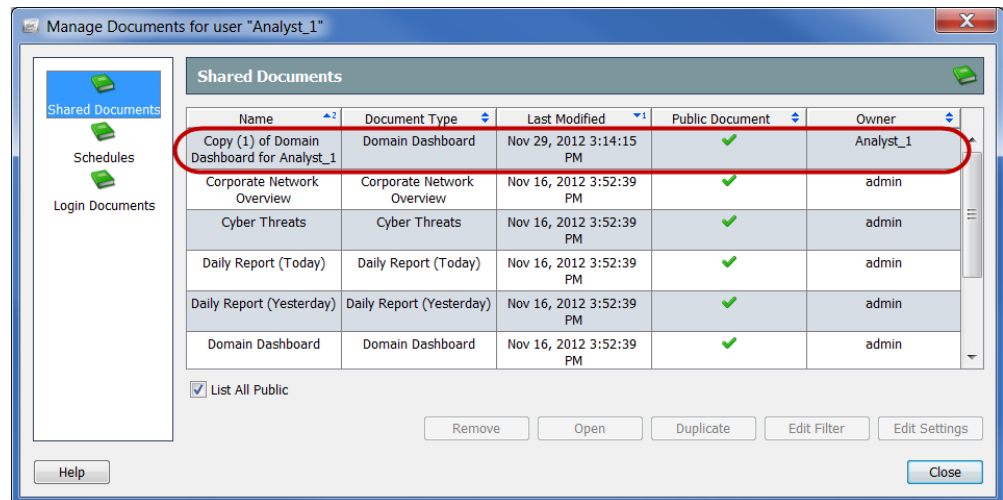 Manage Documents for user "Analyst_1"
X
Shared Documents
Schedules
Login Documents
Shared Documents
Name 2 Document Type Last Modified 1 Public Document Owner
Copy (1) of Domain Domain Dashboard Nov 29, 2012 3:14:15 Analyst_1
Dashboard for Analyst_1 PM
Corporate Network Corporate Network Nov 16, 2012 3:52:39 admin
Overview Overview PM
Cyber Threats Cyber Threats Nov 16, 2012 3:52:39 admin
PM
Daily Report (Today) Daily Report (Today) Nov 16, 2012 3:52:39 admin
PM
Daily Report (Yesterday) Daily Report (Yesterday) Nov 16, 2012 3:52:39 admin
PM
Domain Dashboard Domain Dashboard Nov 16, 2012 3:52:39 admin
PM
List All Public
Remove Open Duplicate Edit Filter Edit Settings
Help Close